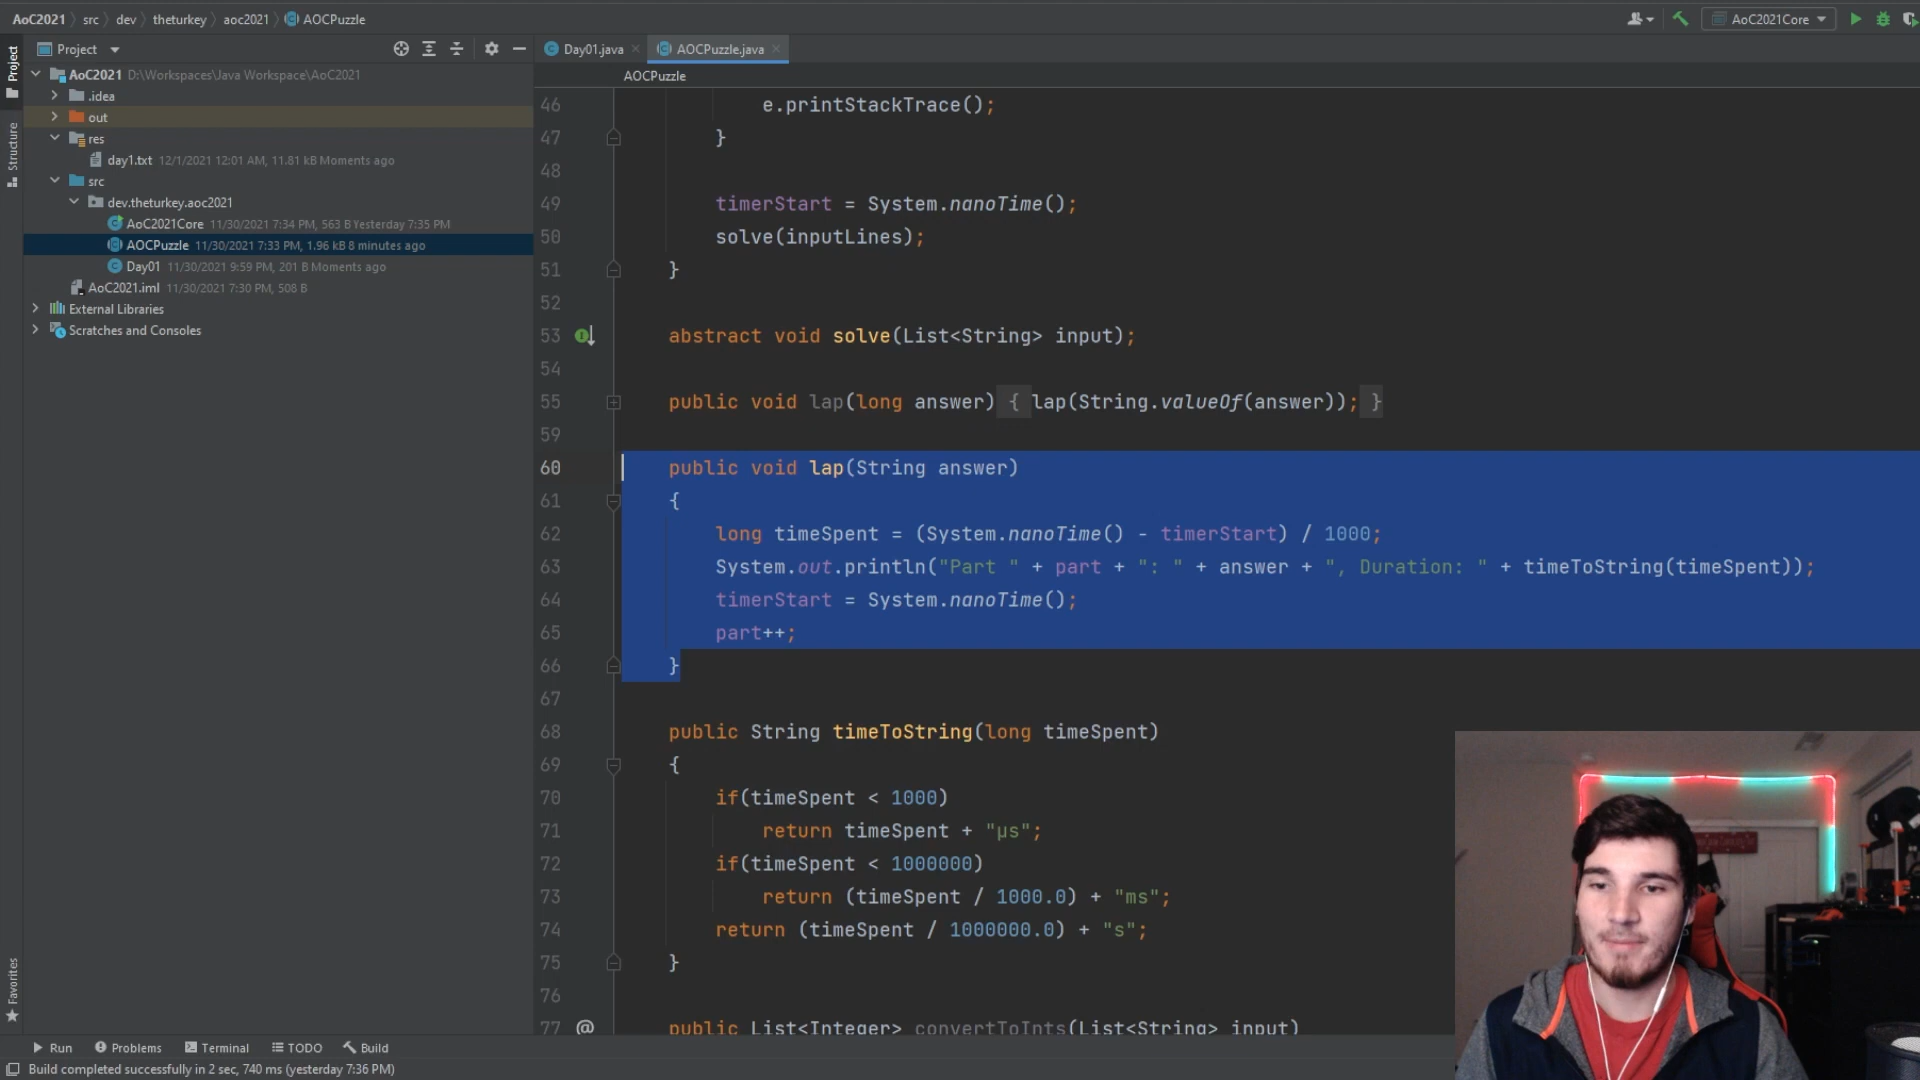 AoC2021 src dev theturkey aoc2021 AOCPuzzle
AoC2021Core
Project
Project
Structure
Favorites
AoC2021 D:\Workspaces\Java Workspace\AoC2021
.idea
out
res
day1.txt 12/1/2021 12:01 AM, 11.81 kB Moments ago
src
dev.theturkey.aoc2021
AoC2021Core 11/30/2021 7:34 PM, 563 B Yesterday 7:35 PM
AOCPuzzle 11/30/2021 7:33 PM, 1.96 kB 8 minutes ago
Day01 11/30/2021 9:59 PM, 201 B Moments ago
AoC2021.iml 11/30/2021 7:30 PM, 508 B
External Libraries
Scratches and Consoles
Day01.java AOCPuzzle.java
AOCPuzzle
46 e.printStackTrace();
47 }
48
49 timerStart = System.nanoTime();
50 solve(inputLines);
51 }
52
53 abstract void solve(List<String> input);
54
55 public void lap(long answer) { lap(String.valueOf(answer)); }
59
60 public void lap(String answer)
61 {
62 long timeSpent = (System.nanoTime() - timerStart) / 1000;
63 System.out.println("Part " + part + ": " + answer + ", Duration: " + timeToString(timeSpent));
64 timerStart = System.nanoTime();
65 part++;
66 }
67
68 public String timeToString(long timeSpent)
69 {
70 if(timeSpent < 1000)
71 return timeSpent + "µs";
72 if(timeSpent < 1000000)
73 return (timeSpent / 1000.0) + "ms";
74 return (timeSpent / 1000000.0) + "s";
75 }
76
77 @ public List<Integer> convertToInts(List<String> input)
Run Problems Terminal TODO Build
Build completed successfully in 2 sec, 740 ms (yesterday 7:36 PM)